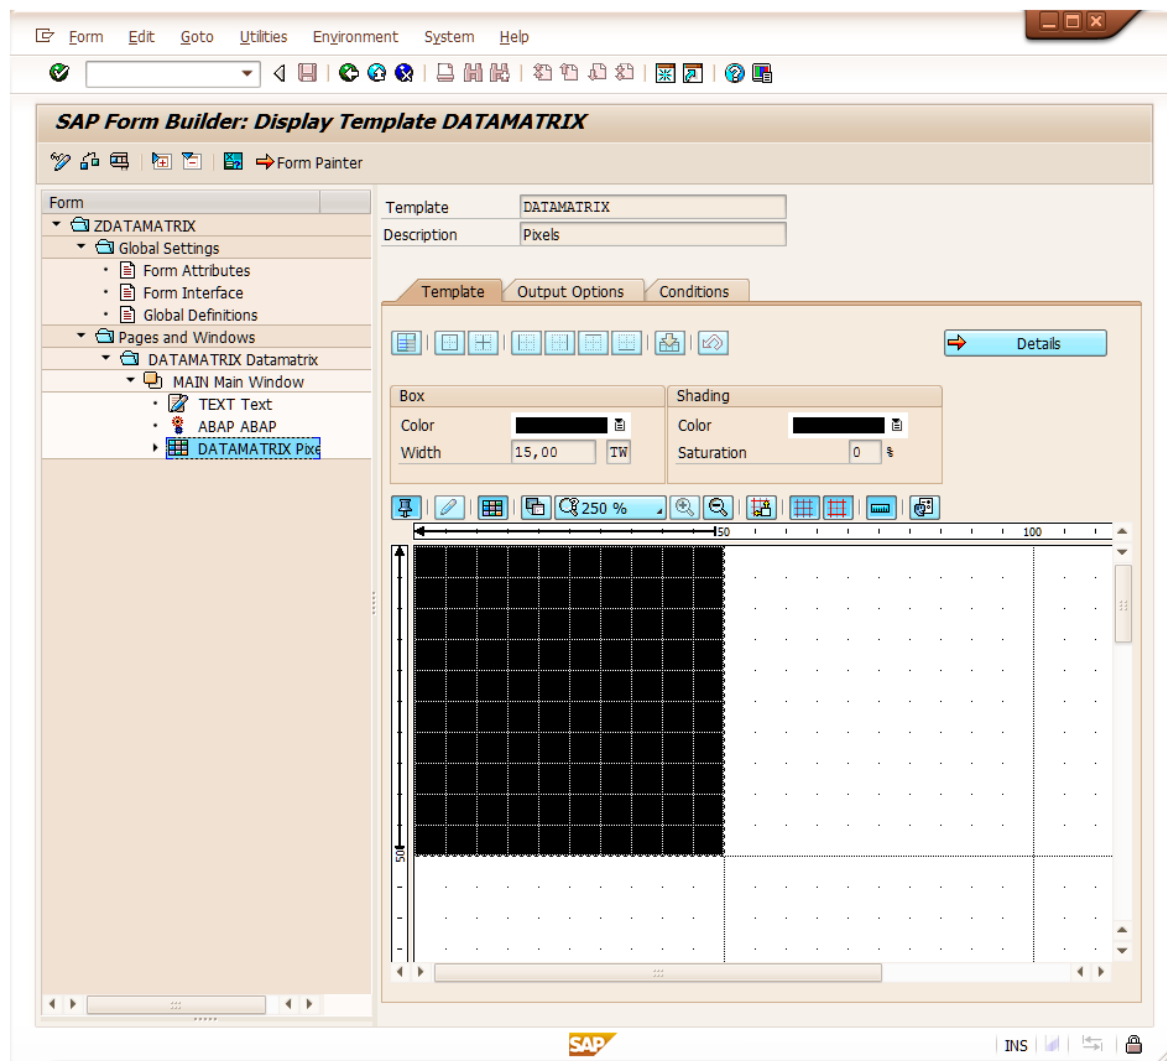 Form Edit Goto Utilities Environment System Help
SAP Form Builder: Display Template DATAMATRIX
Form Painter
Form
ZDATAMATRIX
Global Settings
Form Attributes
Form Interface
Global Definitions
Pages and Windows
DATAMATRIX Datamatrix
MAIN Main Window
TEXT Text
ABAP ABAP
DATAMATRIX Pixe
Template DATAMATRIX
Description Pixels
Template Output Options Conditions
Details
Box Shading
Color Color
Width 15,00 TW Saturation 0 %
250 %
50 100
50
SAP INS